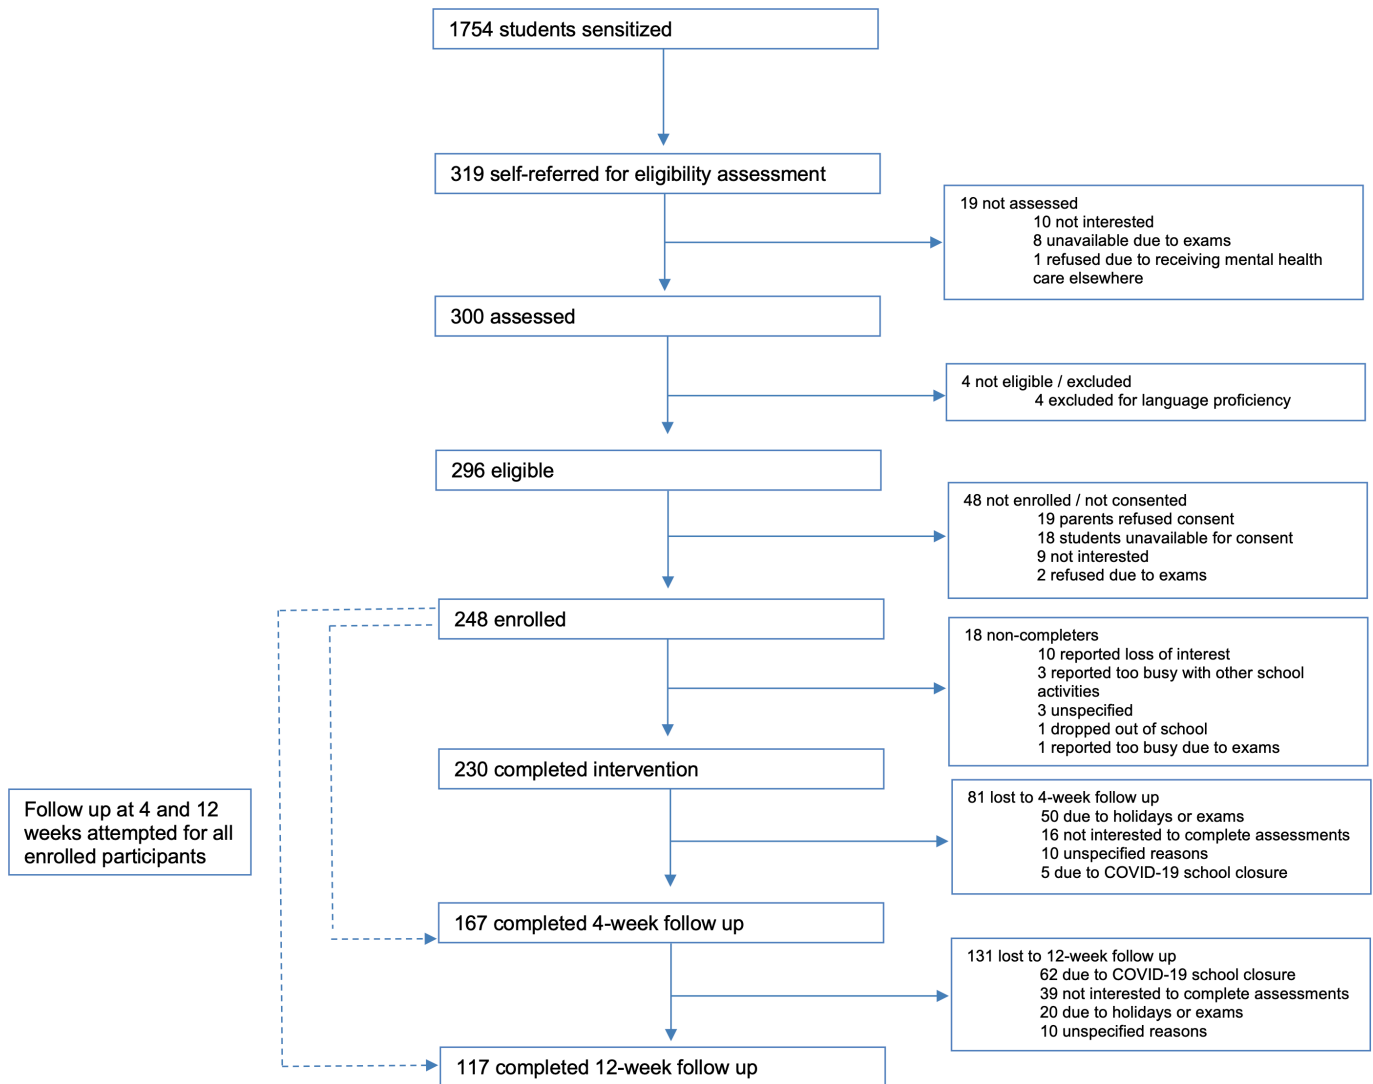 1754 students sensitized
319 self-referred for eligibility assessment
19 not assessed
10 not interested
8 unavailable due to exams
1 refused due to receiving mental health
care elsewhere
300 assessed
4 not eligible / excluded
4 excluded for language proficiency
296 eligible
48 not enrolled / not consented
19 parents refused consent
18 students unavailable for consent
9 not interested
2 refused due to exams
248 enrolled
18 non-completers
10 reported loss of interest
3 reported too busy with other school
activities
3 unspecified
1 dropped out of school
1 reported too busy due to exams
230 completed intervention
Follow up at 4 and 12
weeks attempted for all
enrolled participants
81 lost to 4-week follow up
50 due to holidays or exams
16 not interested to complete assessments
10 unspecified reasons
5 due to COVID-19 school closure
167 completed 4-week follow up
131 lost to 12-week follow up
62 due to COVID-19 school closure
39 not interested to complete assessments
20 due to holidays or exams
10 unspecified reasons
117 completed 12-week follow up